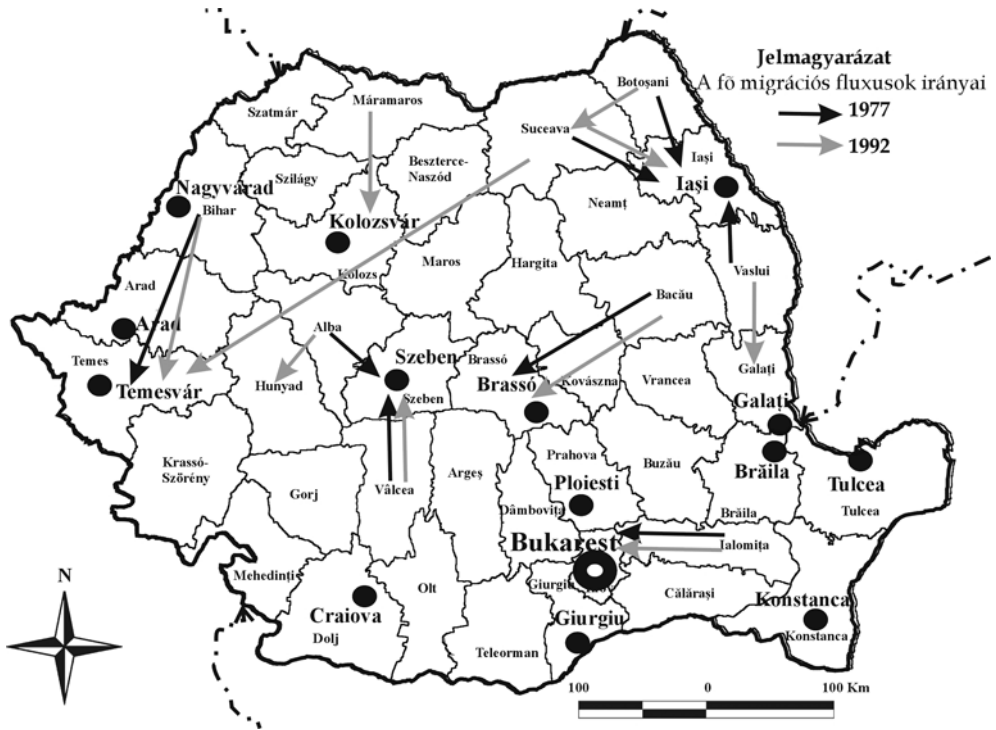 Jelmagyarázat
A fõ migrációs fluxusok irányai
1977
1992
Botoșani
Szatmár
Máramaros
Suceava
Iași
Iași
Beszterce-
Naszód
Szilágy
Nagyvárad
Bihar
Kolozsvár
Neamț
Kolozs
Maros
Hargita
Vaslui
Arad
Bacău
Arad
Alba
Temes
Temesvár
Hunyad
Szeben
Szeben
Brassó
Brassó
Kovászna
Vrancea
Galați
Galați
Krassó-
Szörény
Gorj
Vâlcea
Argeș
Prahova
Buzău
Ploiesti
Dâmbovița
Brăila
Brăila
Tulcea
Tulcea
Bukarest
Ialomița
Mehedinți
Olt
Giurgiu
Călărași
Craiova
Dolj
Teleorman
Giurgiu
Konstanca
Konstanca
N
100 0 100 Km